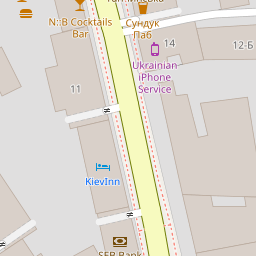 N::B Cocktails
Bar
Сундук
Паб
14
12-Б
Ukrainian
iPhone
Service
11
KievInn
SEB Bank